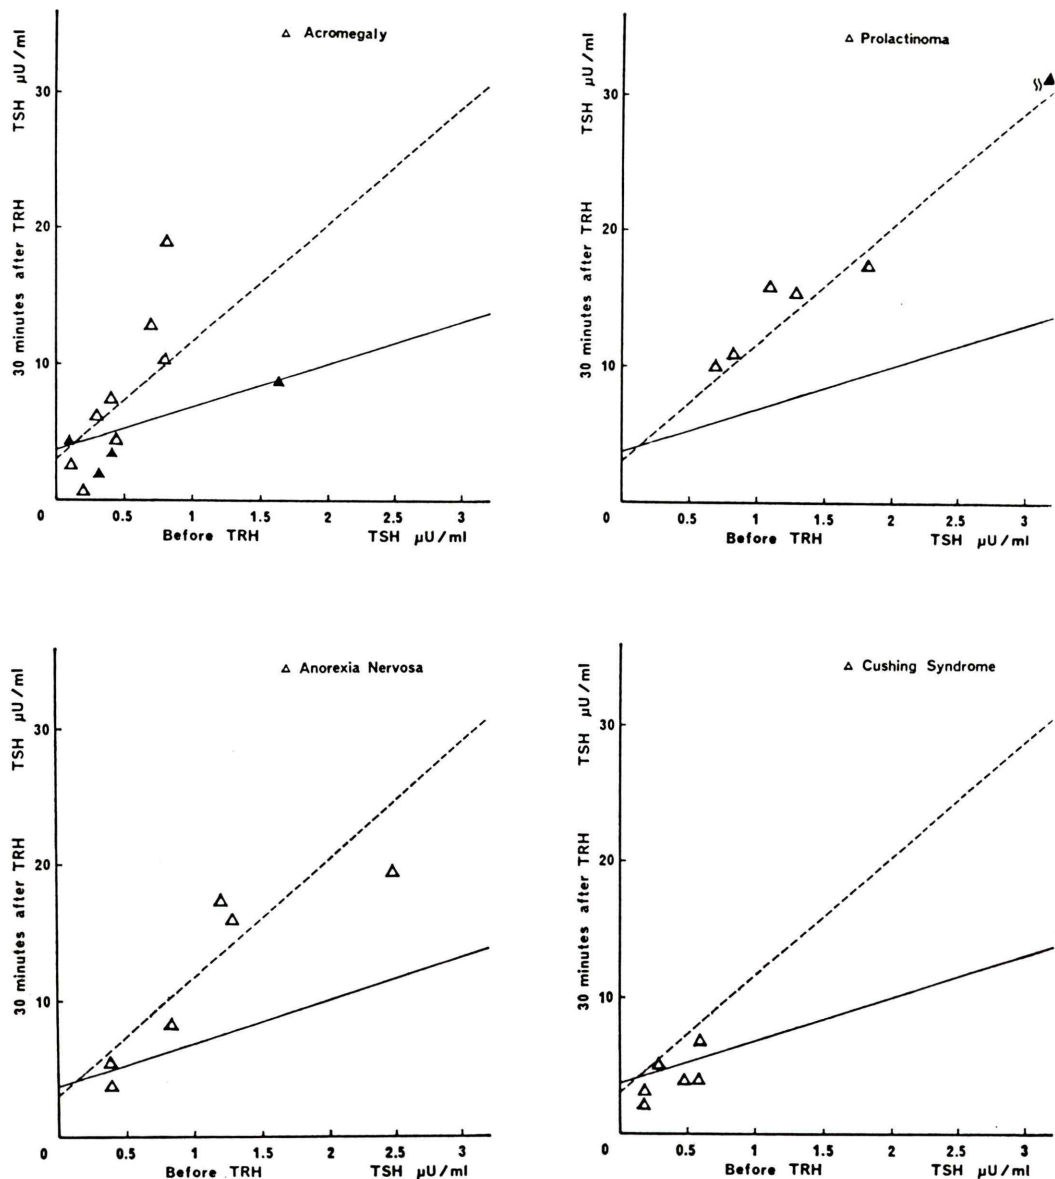 △ Acromegaly
TSH µU/ml
30 minutes after TRH
30
20
10
0
0.5
1
1.5
2
2.5
3
Before TRH
TSH µU/ml
△ Prolactinoma
TSH µU/ml
30 minutes after TRH
30
20
10
0
0.5
1
1.5
2
2.5
3
Before TRH
TSH µU/ml
△ Anorexia Nervosa
TSH µU/ml
30 minutes after TRH
30
20
10
0
0.5
1
1.5
2
2.5
3
Before TRH
TSH µU/ml
△ Cushing Syndrome
TSH µU/ml
30 minutes after TRH
30
20
10
0
0.5
1
1.5
2
2.5
3
Before TRH
TSH µU/ml